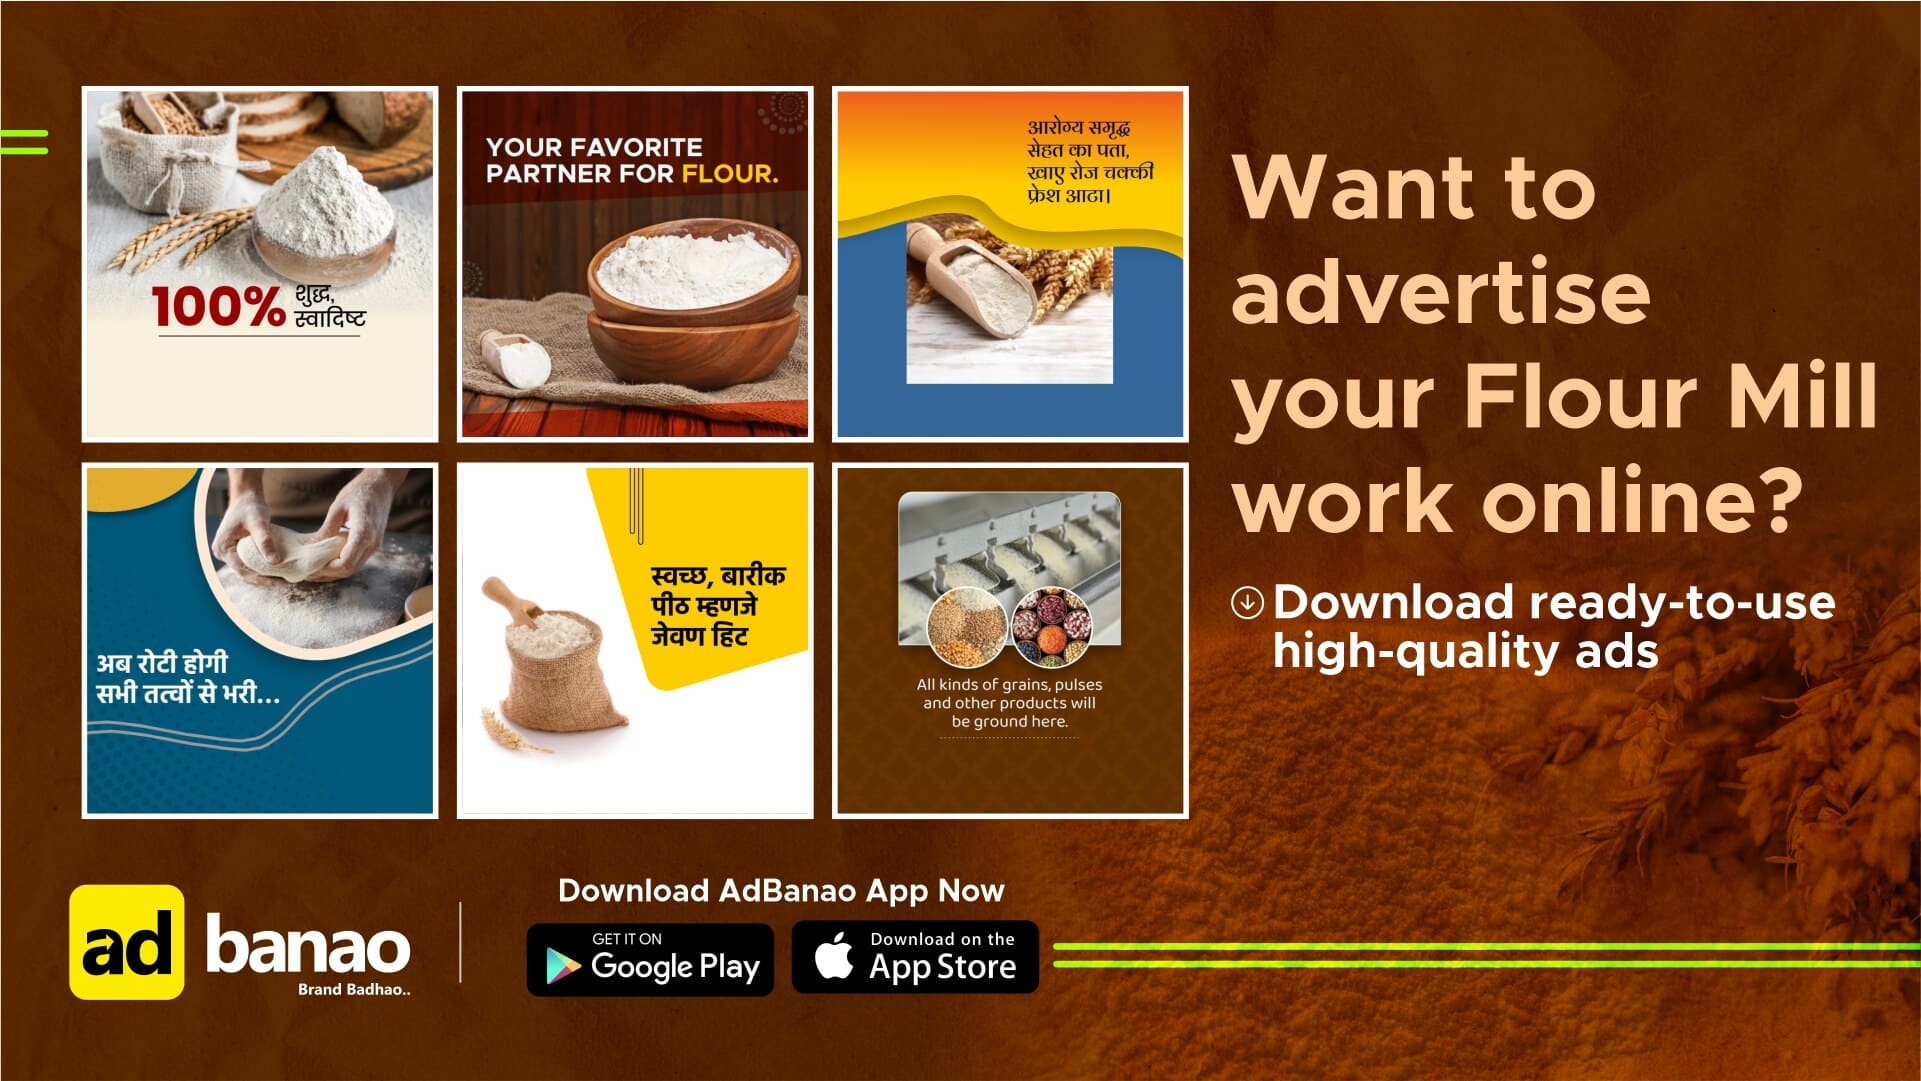 100% शुद्ध,
स्वादिष्ट
YOUR FAVORITE
PARTNER FOR FLOUR.
आरोग्य समृद्ध
सेहत का पता,
खाए रोज चक्की
फ्रेश आटा।
अब रोटी होगी
सभी तत्वों से भरी...
स्वच्छ, बारीक
पीठ म्हणजे
जेवण हिट
All kinds of grains, pulses
and other products will
be ground here.
Want to
advertise
your Flour Mill
work online?
Download ready-to-use
high-quality ads
ad banao
Brand Badhao..
Download AdBanao App Now
GET IT ON
Google Play
Download on the
App Store